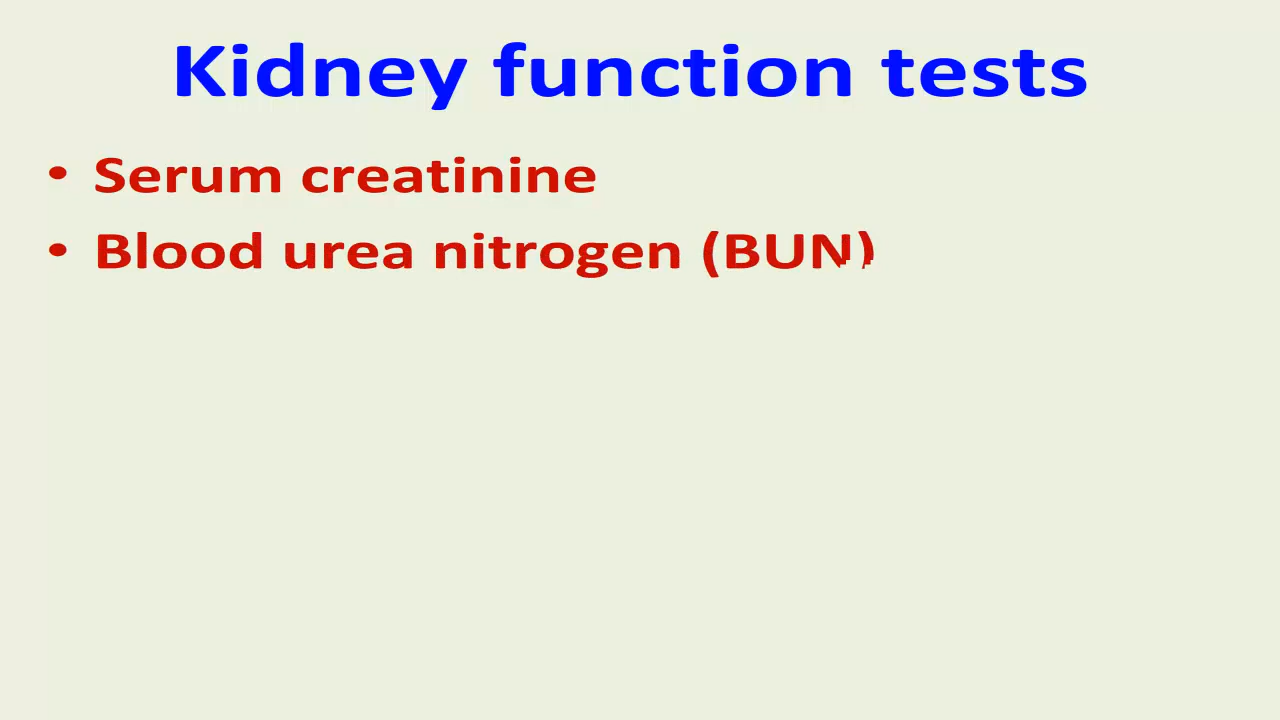 Kidney function tests
• Serum creatinine
• Blood urea nitrogen (BUN)